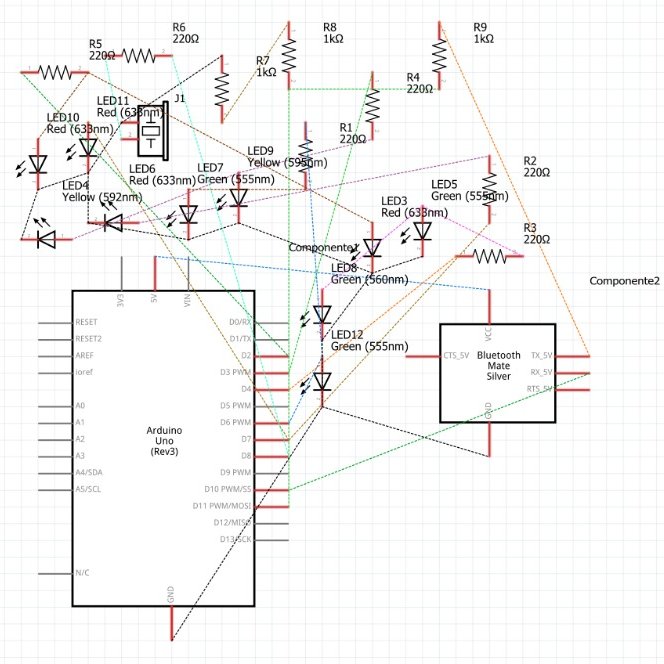 R6
220Ω
R8
1kΩ
R9
1kΩ
R5
220Ω
R7
1kΩ
R4
220Ω
LED11
Red (633nm)
J1
LED10
Red (633nm)
R1
220Ω
LED9
Yellow (595nm)
LED6
Red (633nm)
LED7
Green (555nm)
R2
220Ω
LED4
Yellow (592nm)
LED3
Red (633nm)
LED5
Green (555nm)
R3
220Ω
Componente1
LED8
Green (560nm)
Componente2
3V3
5V
VIN
RESET
RESET2
AREF
ioref
A0
A1
A2
A3
A4/SDA
A5/SCL
N/C
Arduino
Uno
(Rev3)
D0/RX
D1/TX
D2
D3 PWM
D4
D5 PWM
D6 PWM
D7
D8
D9 PWM
D10 PWM/SS
D11 PWM/MOSI
D12/MISO
D13/SCK
GND
LED12
Green (555nm)
VCC
CTS_5V
Bluetooth
Mate
Silver
TX_5V
RX_5V
RTS_5V
GND